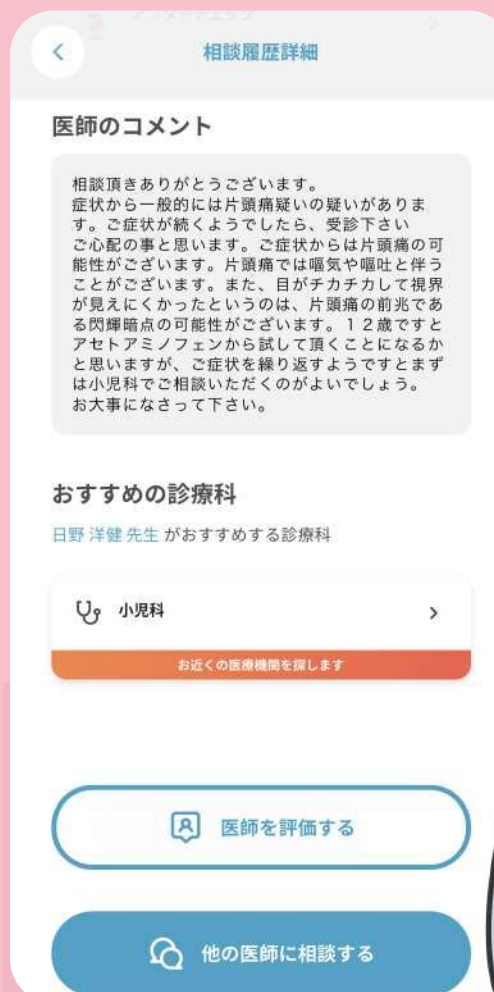 相談履歴詳細
医師のコメント
相談頂きありがとうございます。
症状から一般的には片頭痛疑いの疑いがありま
す。ご症状が続くようでしたら、受診下さい
ご心配の事と思います。ご症状からは片頭痛の可
能性がございます。片頭痛では嘔気や嘔吐と伴う
ことがございます。また、目がチカチカして視界
が見えにくかったというのは、片頭痛の前兆であ
る閃輝暗点の可能性がございます。１２歳ですと
アセトアミノフェンから試して頂くことになるか
と思いますが、ご症状を繰り返すようですとまず
は小児科でご相談いただくのがよいでしょう。
お大事になさって下さい。
おすすめの診療科
日野 洋健 先生 がおすすめする診療科
小児科
お近くの医療機関を探します
医師を評価する
他の医師に相談する